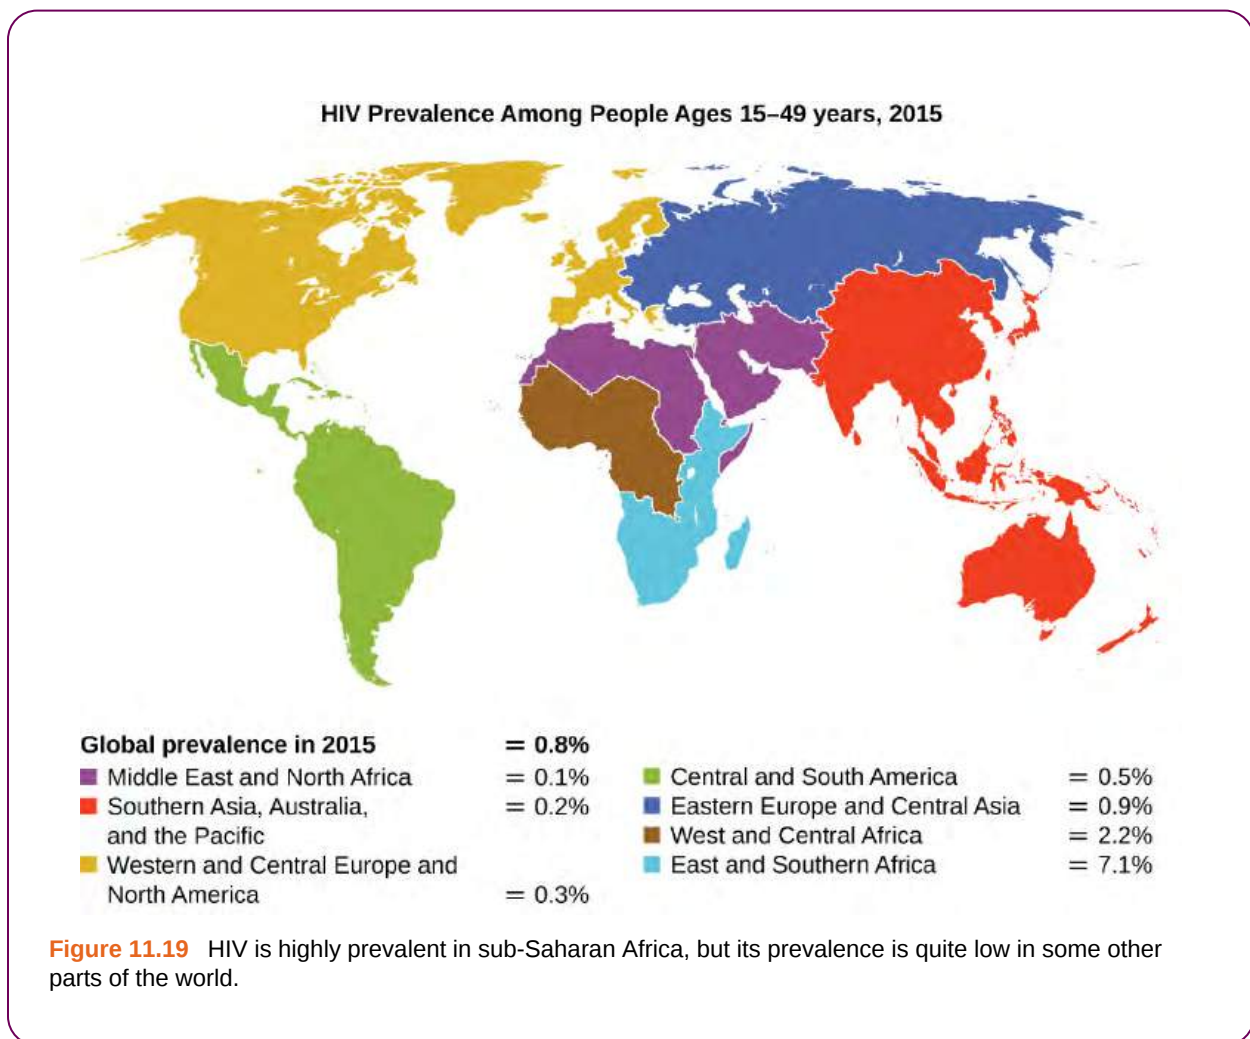 HIV Prevalence Among People Ages 15–49 years, 2015
Global prevalence in 2015 = 0.8%
Middle East and North Africa = 0.1%
Southern Asia, Australia, = 0.2%
and the Pacific
Western and Central Europe and
North America = 0.3%
Central and South America = 0.5%
Eastern Europe and Central Asia = 0.9%
West and Central Africa = 2.2%
East and Southern Africa = 7.1%
Figure 11.19 HIV is highly prevalent in sub-Saharan Africa, but its prevalence is quite low in some other
parts of the world.